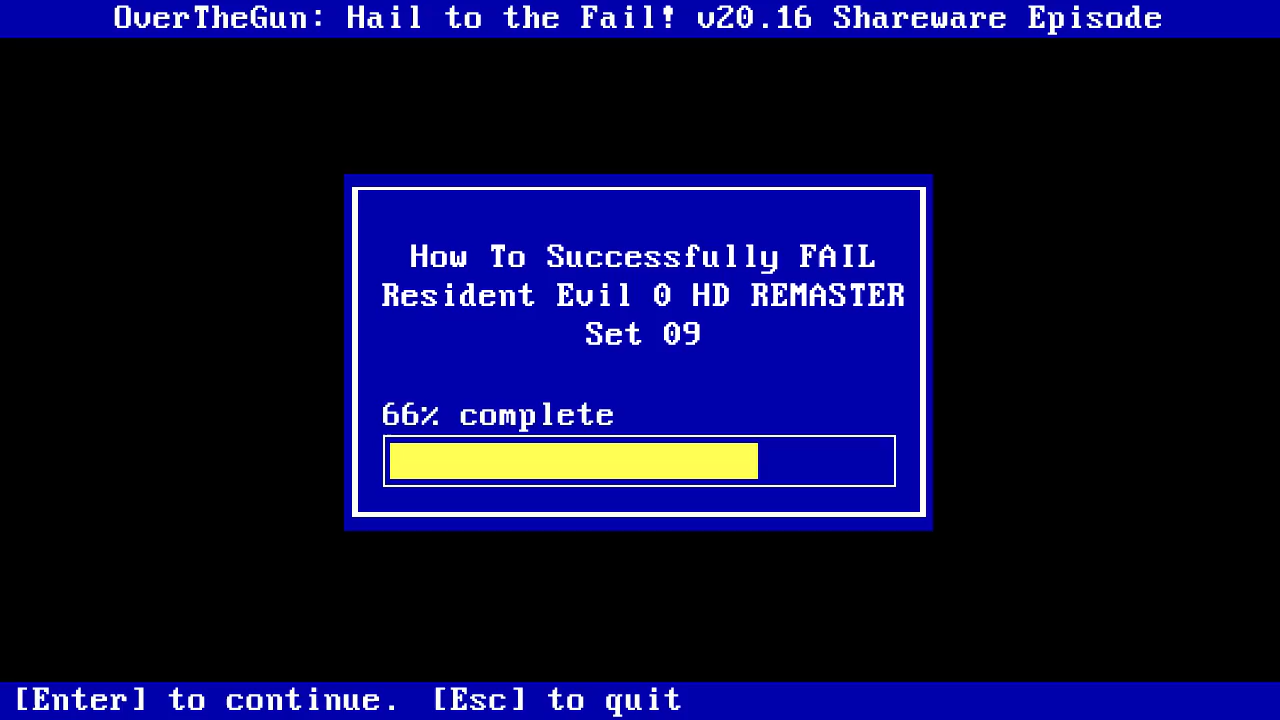 OverTheGun: Hail to the Fail! v20.16 Shareware Episode
How To Successfully FAIL
Resident Evil 0 HD REMASTER
Set 09
66% complete
[Enter] to continue. [Esc] to quit